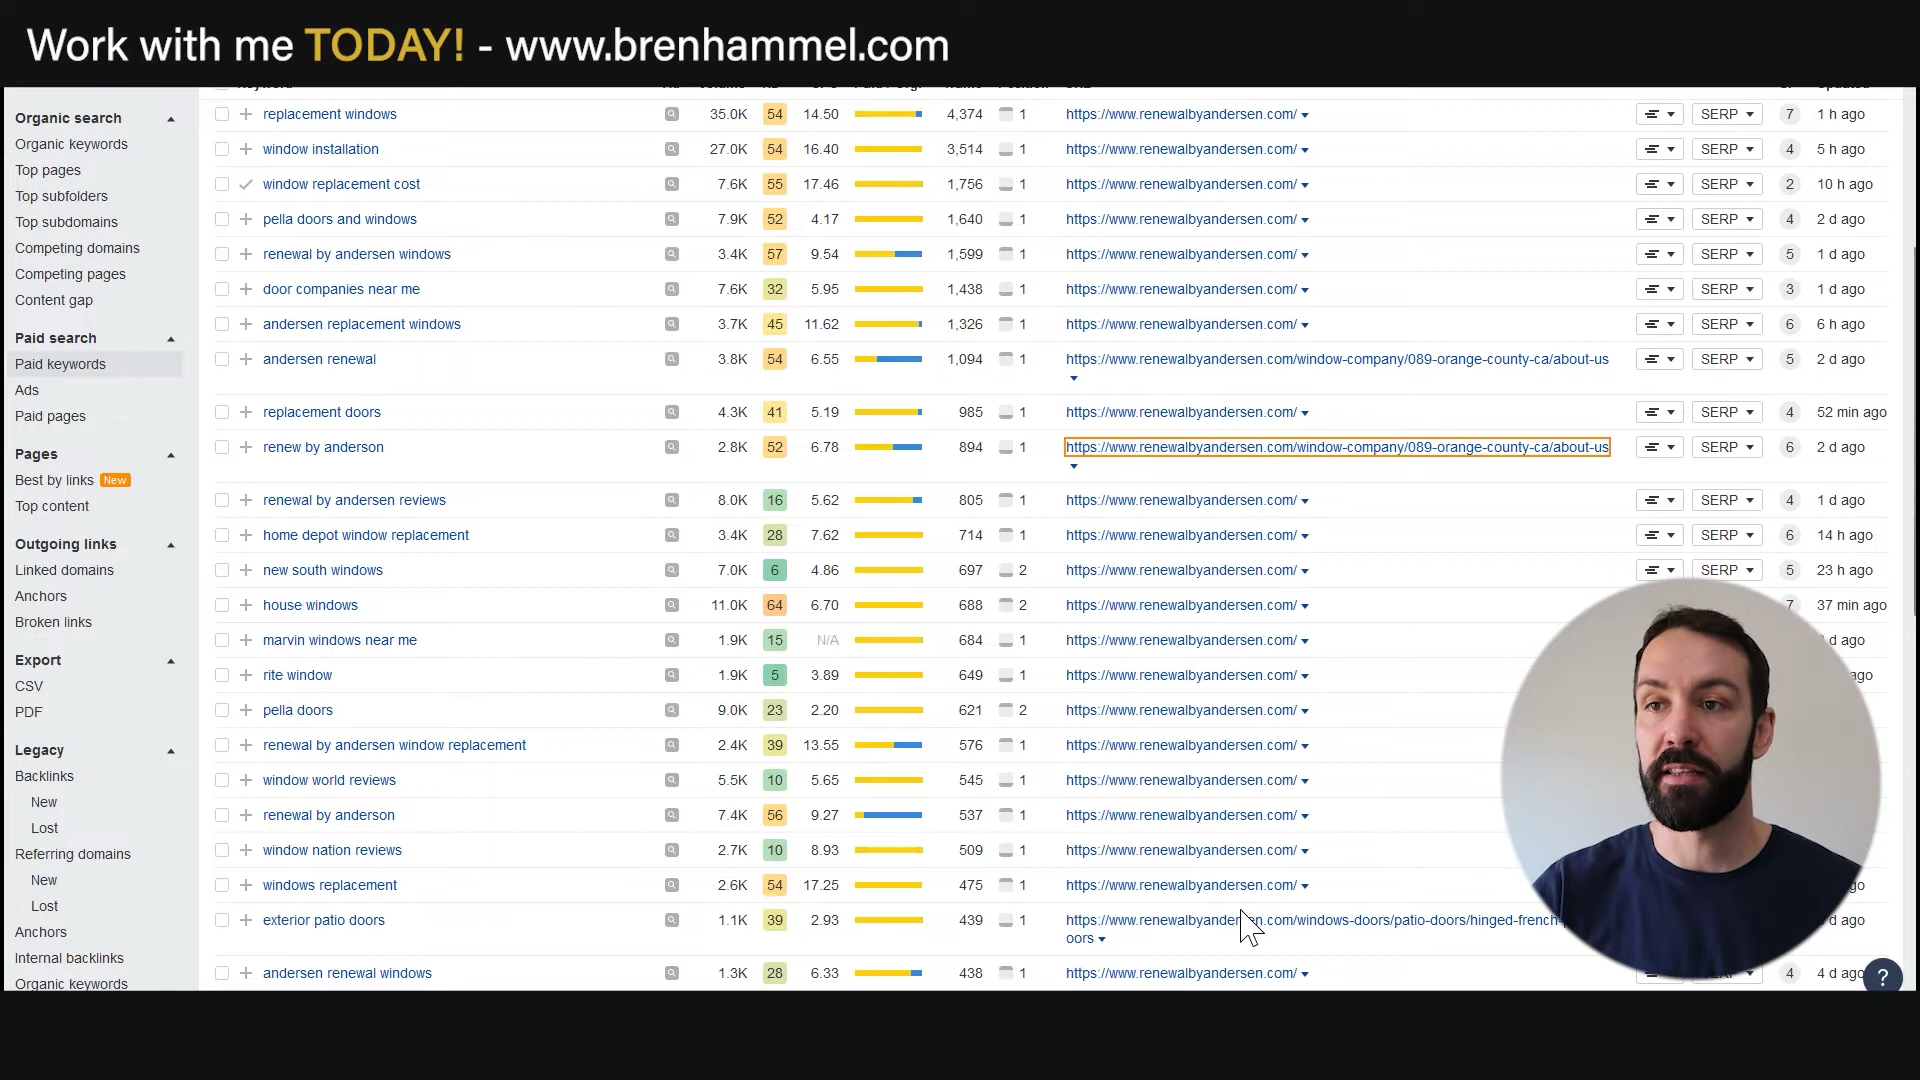 Work with me TODAY! - www.brenhammel.com
Organic search
Organic keywords
Top pages
Top subfolders
Top subdomains
Competing domains
Competing pages
Content gap
Paid search
Paid keywords
Ads
Paid pages
Pages
Best by links New
Top content
Outgoing links
Linked domains
Anchors
Broken links
Export
CSV
PDF
Legacy
Backlinks
New
Lost
Referring domains
New
Lost
Anchors
Internal backlinks
Organic keywords
replacement windows 35.0K 54 14.50 4,374 1 https://www.renewalbyandersen.com/ SERP 7 1 h ago
window installation 27.0K 54 16.40 3,514 1 https://www.renewalbyandersen.com/ SERP 4 5 h ago
window replacement cost 7.6K 55 17.46 1,756 1 https://www.renewalbyandersen.com/ SERP 2 10 h ago
pella doors and windows 7.9K 52 4.17 1,640 1 https://www.renewalbyandersen.com/ SERP 4 2 d ago
renewal by andersen windows 3.4K 57 9.54 1,599 1 https://www.renewalbyandersen.com/ SERP 5 1 d ago
door companies near me 7.6K 32 5.95 1,438 1 https://www.renewalbyandersen.com/ SERP 3 1 d ago
andersen replacement windows 3.7K 45 11.62 1,326 1 https://www.renewalbyandersen.com/ SERP 6 6 h ago
andersen renewal 3.8K 54 6.55 1,094 1 https://www.renewalbyandersen.com/window-company/089-orange-county-ca/about-us SERP 5 2 d ago
replacement doors 4.3K 41 5.19 985 1 https://www.renewalbyandersen.com/ SERP 4 52 min ago
renew by anderson 2.8K 52 6.78 894 1 https://www.renewalbyandersen.com/window-company/089-orange-county-ca/about-us SERP 6 2 d ago
renewal by andersen reviews 8.0K 16 5.62 805 1 https://www.renewalbyandersen.com/ SERP 4 1 d ago
home depot window replacement 3.4K 28 7.62 714 1 https://www.renewalbyandersen.com/ SERP 6 14 h ago
new south windows 7.0K 6 4.86 697 2 https://www.renewalbyandersen.com/ SERP 5 23 h ago
house windows 11.0K 64 6.70 688 2 https://www.renewalbyandersen.com/ 7 37 min ago
marvin windows near me 1.9K 15 N/A 684 1 https://www.renewalbyandersen.com/ d ago
rite window 1.9K 5 3.89 649 1 https://www.renewalbyandersen.com/ ago
pella doors 9.0K 23 2.20 621 2 https://www.renewalbyandersen.com/
renewal by andersen window replacement 2.4K 39 13.55 576 1 https://www.renewalbyandersen.com/
window world reviews 5.5K 10 5.65 545 1 https://www.renewalbyandersen.com/
renewal by anderson 7.4K 56 9.27 537 1 https://www.renewalbyandersen.com/
window nation reviews 2.7K 10 8.93 509 1 https://www.renewalbyandersen.com/
windows replacement 2.6K 54 17.25 475 1 https://www.renewalbyandersen.com/ go
exterior patio doors 1.1K 39 2.93 439 1 https://www.renewalbyandersen.com/windows-doors/patio-doors/hinged-french- d ago
oors
andersen renewal windows 1.3K 28 6.33 438 1 https://www.renewalbyandersen.com/ 4 4 d ago
?